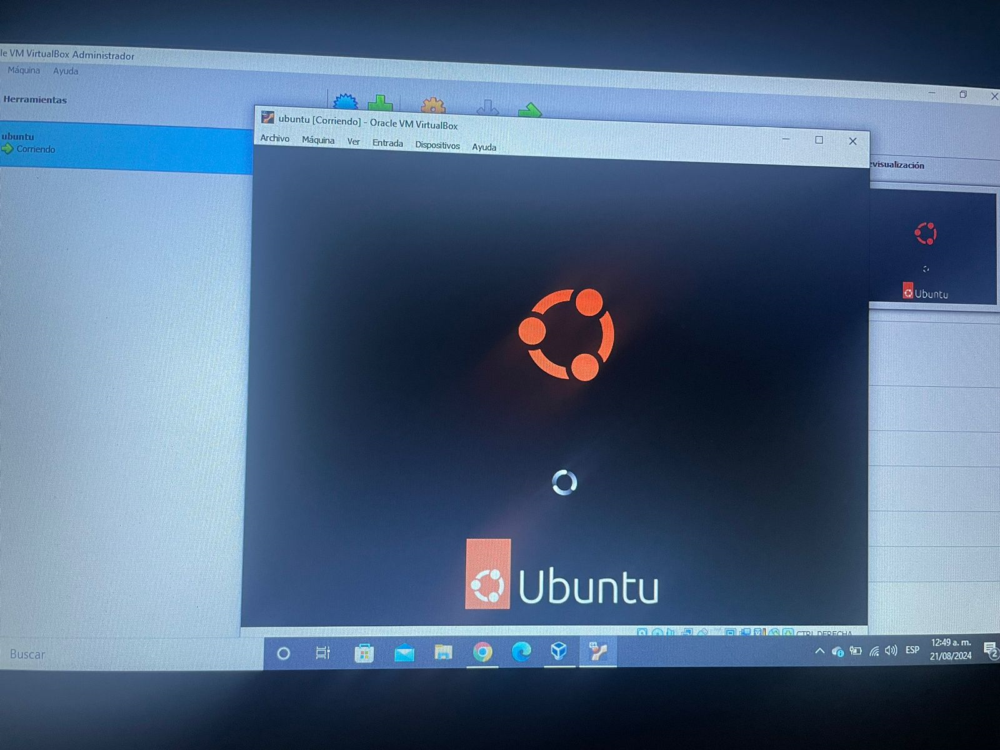 le VM VirtualBox Administrador
Máquina Ayuda
Herramientas
ubuntu
Corriendo
ubuntu [Corriendo] - Oracle VM VirtualBox
Archivo Máquina Ver Entrada Dispositivos Ayuda
evisualización
Ubuntu
Ubuntu
CTRL DERECHA
Buscar
ESP
12:49 a. m.
21/08/2024
2